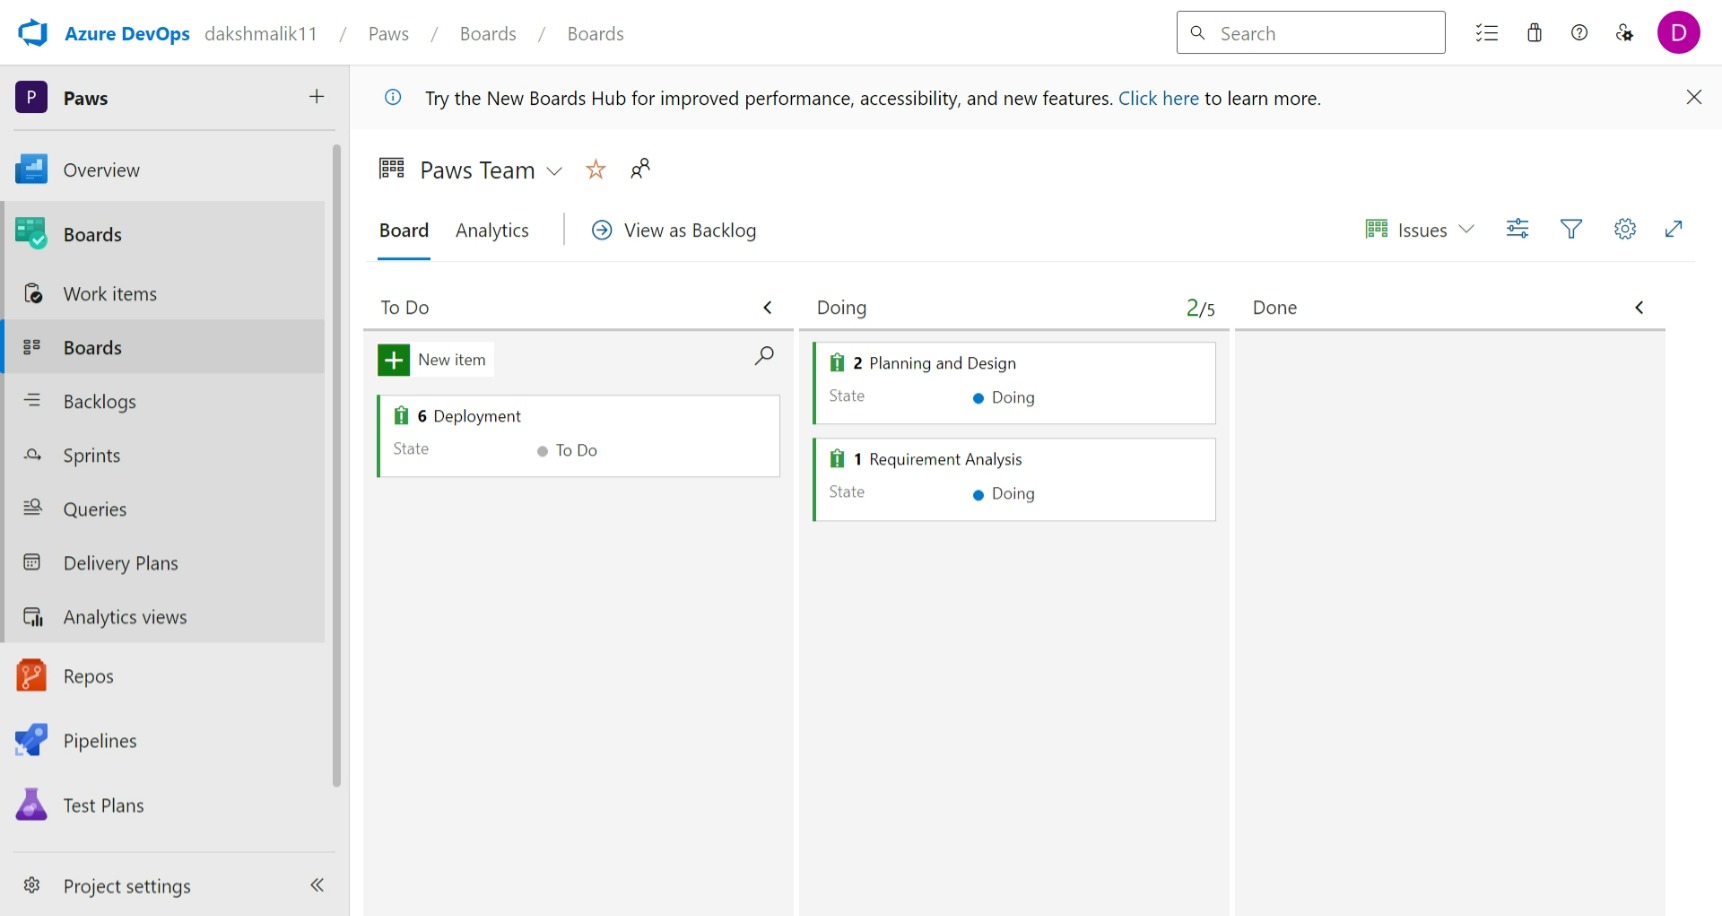 Azure DevOps dakshmalik11 / Paws / Boards / Boards
Search
D
P Paws
Try the New Boards Hub for improved performance, accessibility, and new features. Click here to learn more.
Overview
Boards
Work items
Boards
Backlogs
Sprints
Queries
Delivery Plans
Analytics views
Repos
Pipelines
Test Plans
Project settings
Paws Team
Board Analytics View as Backlog
Issues
To Do
New item
6 Deployment
State To Do
Doing 2/5
2 Planning and Design
State Doing
1 Requirement Analysis
State Doing
Done